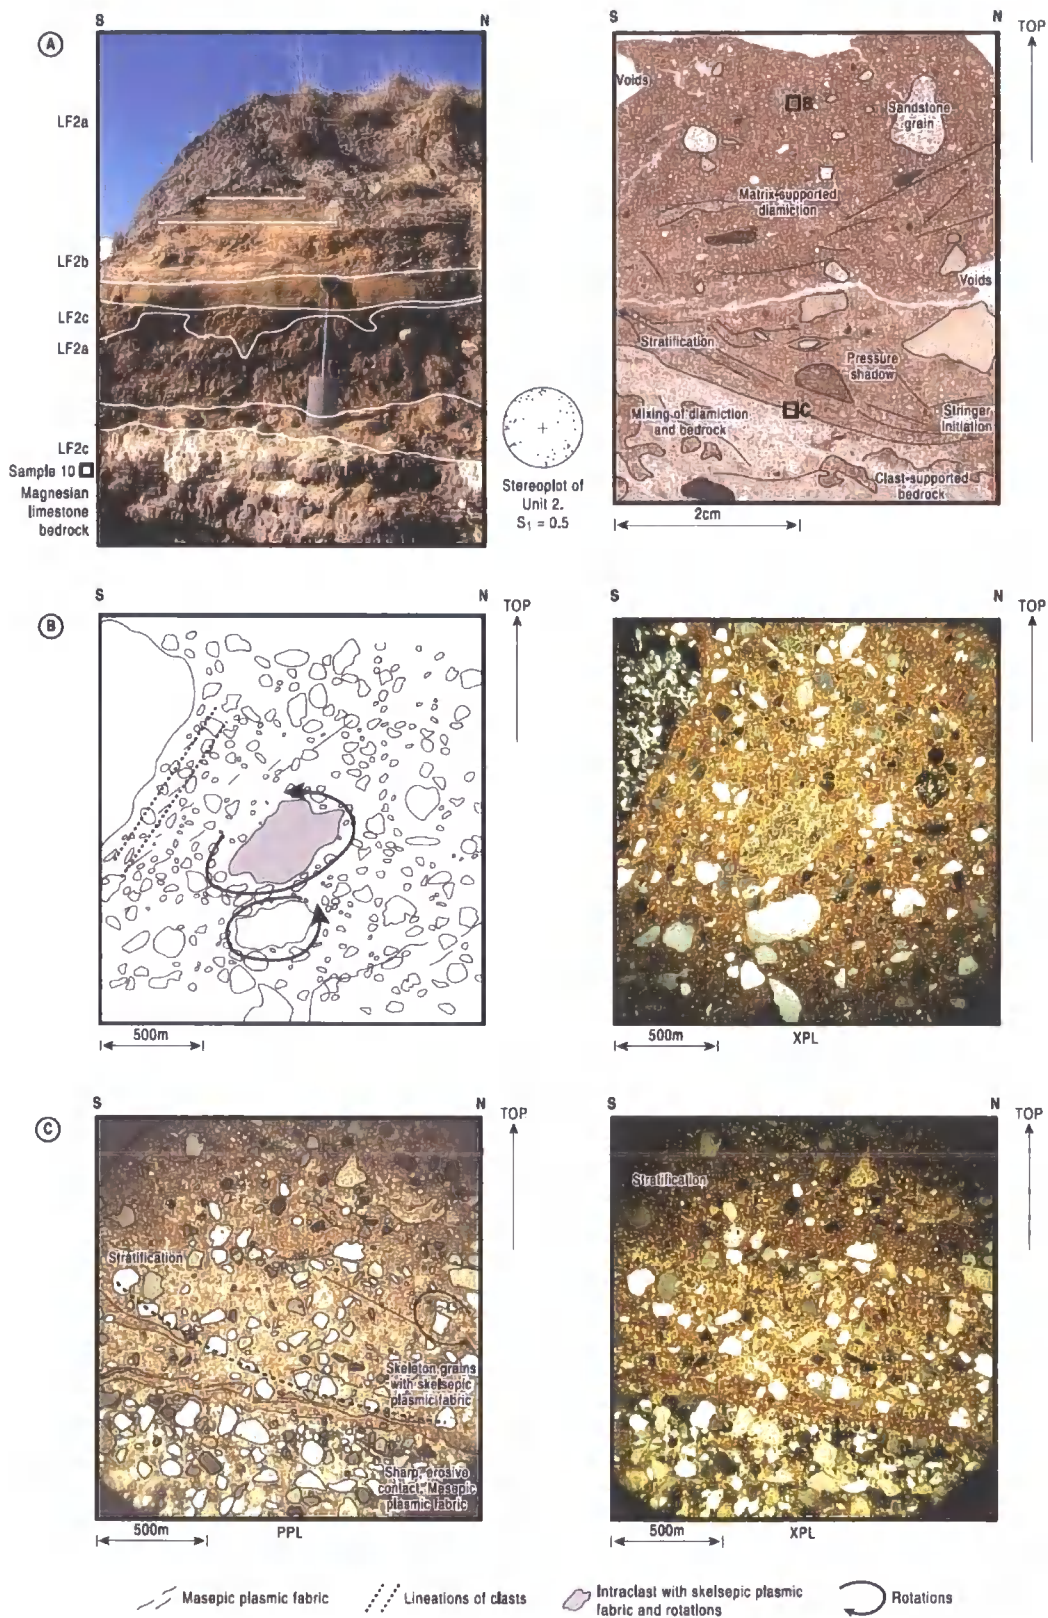 S N
S N
TOP
A
LF2a
LF2b
LF2c
LF2a
LF2c
Sample 10
Magnesian
limestone
bedrock
Stereoplot of
Unit 2.
S1 = 0.5
Voids
B
Sandstone
grain
Matrix-supported
diamiction
Voids
Stratification
Pressure
shadow
C
Mixing of diamiction
and bedrock
Stringer
initiation
Clast-supported
bedrock
2cm
S N
TOP
S N
TOP
B
500m
500m
XPL
S N
TOP
S N
TOP
C
Stratification
Skeleton grains
with skelsepic
plasmic fabric
Sharp, erosive
contact. Masepic
plasmic fabric
500m
PPL
Stratification
500m
XPL
Masepic plasmic fabric
Lineations of clasts
Intraclast with skelsepic plasmic
fabric and rotations
Rotations